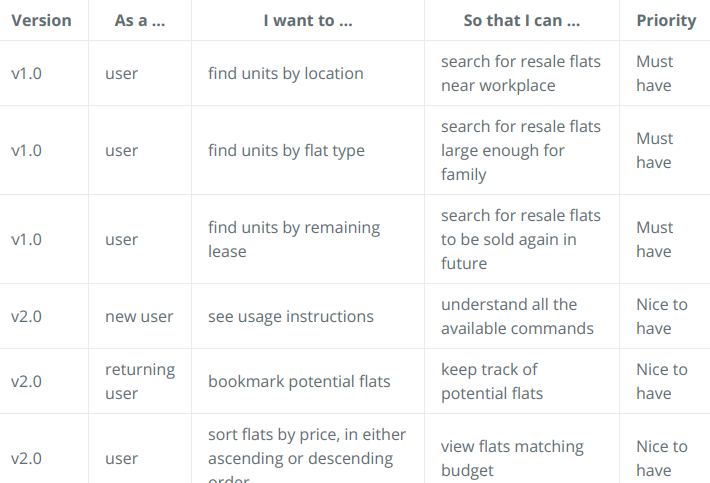 Version As a ... I want to ... So that I can ... Priority
v1.0 user find units by location search for resale flats near workplace Must have
v1.0 user find units by flat type search for resale flats large enough for family Must have
v1.0 user find units by remaining lease search for resale flats to be sold again in future Must have
v2.0 new user see usage instructions understand all the available commands Nice to have
v2.0 returning user bookmark potential flats keep track of potential flats Nice to have
v2.0 user sort flats by price, in either ascending or descending order view flats matching budget Nice to have